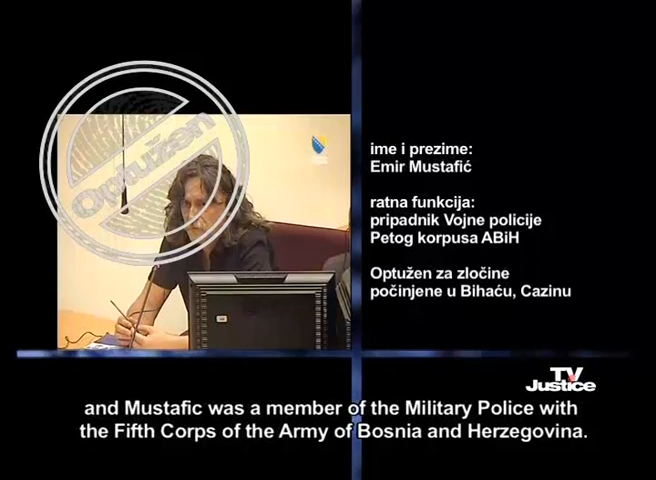 Optužen
ime i prezime:
Emir Mustafić
ratna funkcija:
pripadnik Vojne policije
Petog korpusa ABiH
Optužen za zločine
počinjene u Bihaću, Cazinu
TV
Justice
and Mustafic was a member of the Military Police with
the Fifth Corps of the Army of Bosnia and Herzegovina.